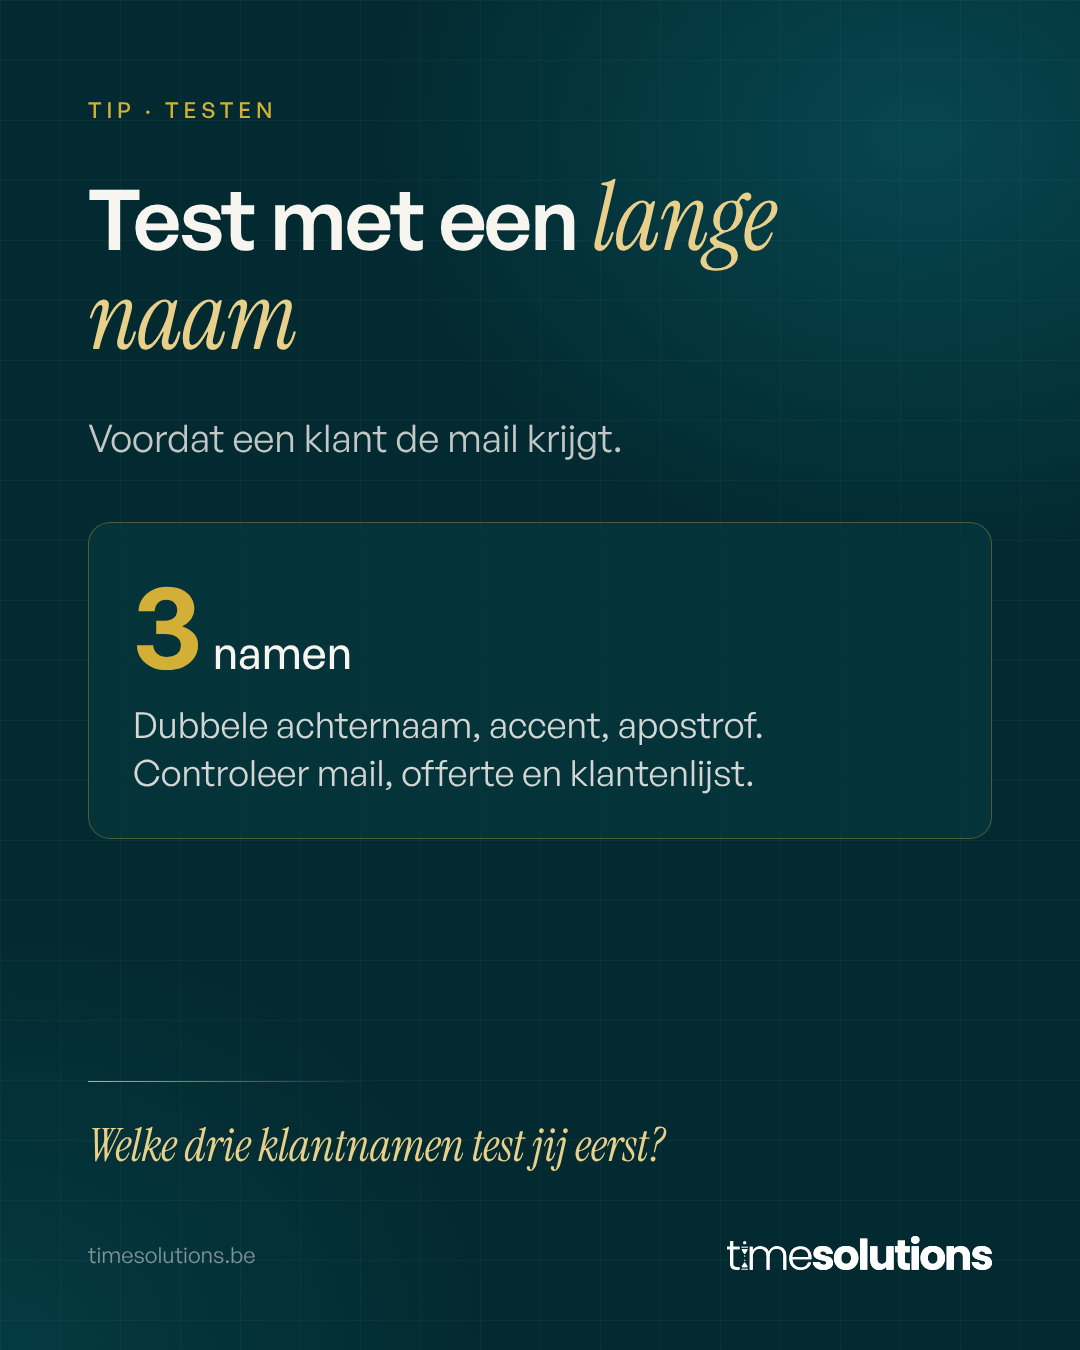 TIP · TESTEN
Test met een lange
naam
Voordat een klant de mail krijgt.
3 namen
Dubbele achternaam, accent, apostrof.
Controleer mail, offerte en klantenlijst.
Welke drie klantnamen test jij eerst?
timesolutions.be
timesolutions